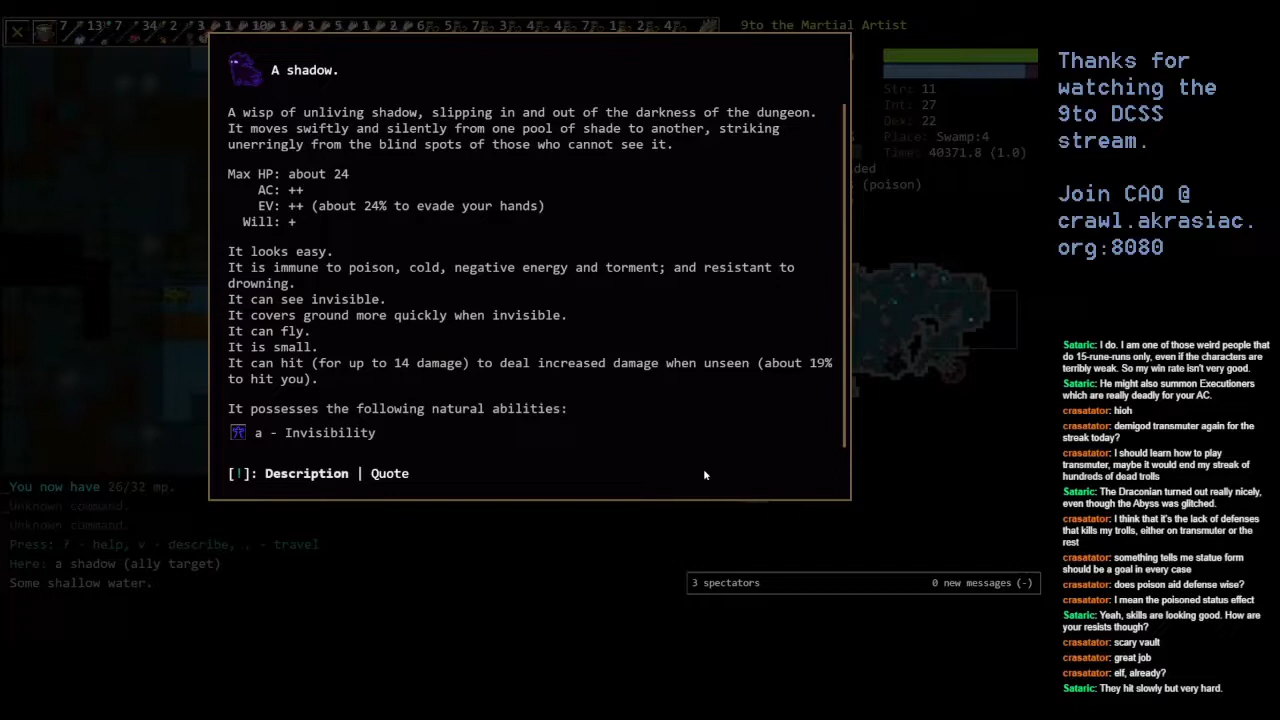 9to the Martial Artist
A shadow.
A wisp of unliving shadow, slipping in and out of the darkness of the dungeon.
It moves swiftly and silently from one pool of shade to another, striking
unerringly from the blind spots of those who cannot see it.
Max HP: about 24
AC: ++
EV: ++ (about 24% to evade your hands)
Will: +
It looks easy.
It is immune to poison, cold, negative energy and torment; and resistant to
drowning.
It can see invisible.
It covers ground more quickly when invisible.
It can fly.
It is small.
It can hit (for up to 14 damage) to deal increased damage when unseen (about 19%
to hit you).
It possesses the following natural abilities:
a - Invisibility
[!]: Description | Quote
Str: 11
Int: 27
Dex: 22
Place: Swamp:4
Time: 40371.8 (1.0)
ded
(poison)
_You now have 26/32 mp.
_Unknown command.
Unknown command.
Press: ? - help, v - describe, . - travel
Here: a shadow (ally target)
Some shallow water.
3 spectators 0 new messages (-)
Thanks for
watching the
9to DCSS
stream.
Join CAO @
crawl.akrasiac.
org:8080
Sataric: I do. I am one of those weird people that
do 15-rune-runs only, even if the characters are
terribly weak. So my win rate isn't very good.
Sataric: He might also summon Executioners
which are really deadly for your AC.
crasatator: hioh
crasatator: demigod transmuter again for the
streak today?
crasatator: I should learn how to play
transmuter, maybe it would end my streak of
hundreds of dead trolls
Sataric: The Draconian turned out really nicely,
even though the Abyss was glitched.
crasatator: I think that it's the lack of defenses
that kills my trolls, either on transmuter or the
rest
crasatator: something tells me statue form
should be a goal in every case
crasatator: does poison aid defense wise?
crasatator: I mean the poisoned status effect
Sataric: Yeah, skills are looking good. How are
your resists though?
crasatator: scary vault
crasatator: great job
crasatator: elf, already?
Sataric: They hit slowly but very hard.